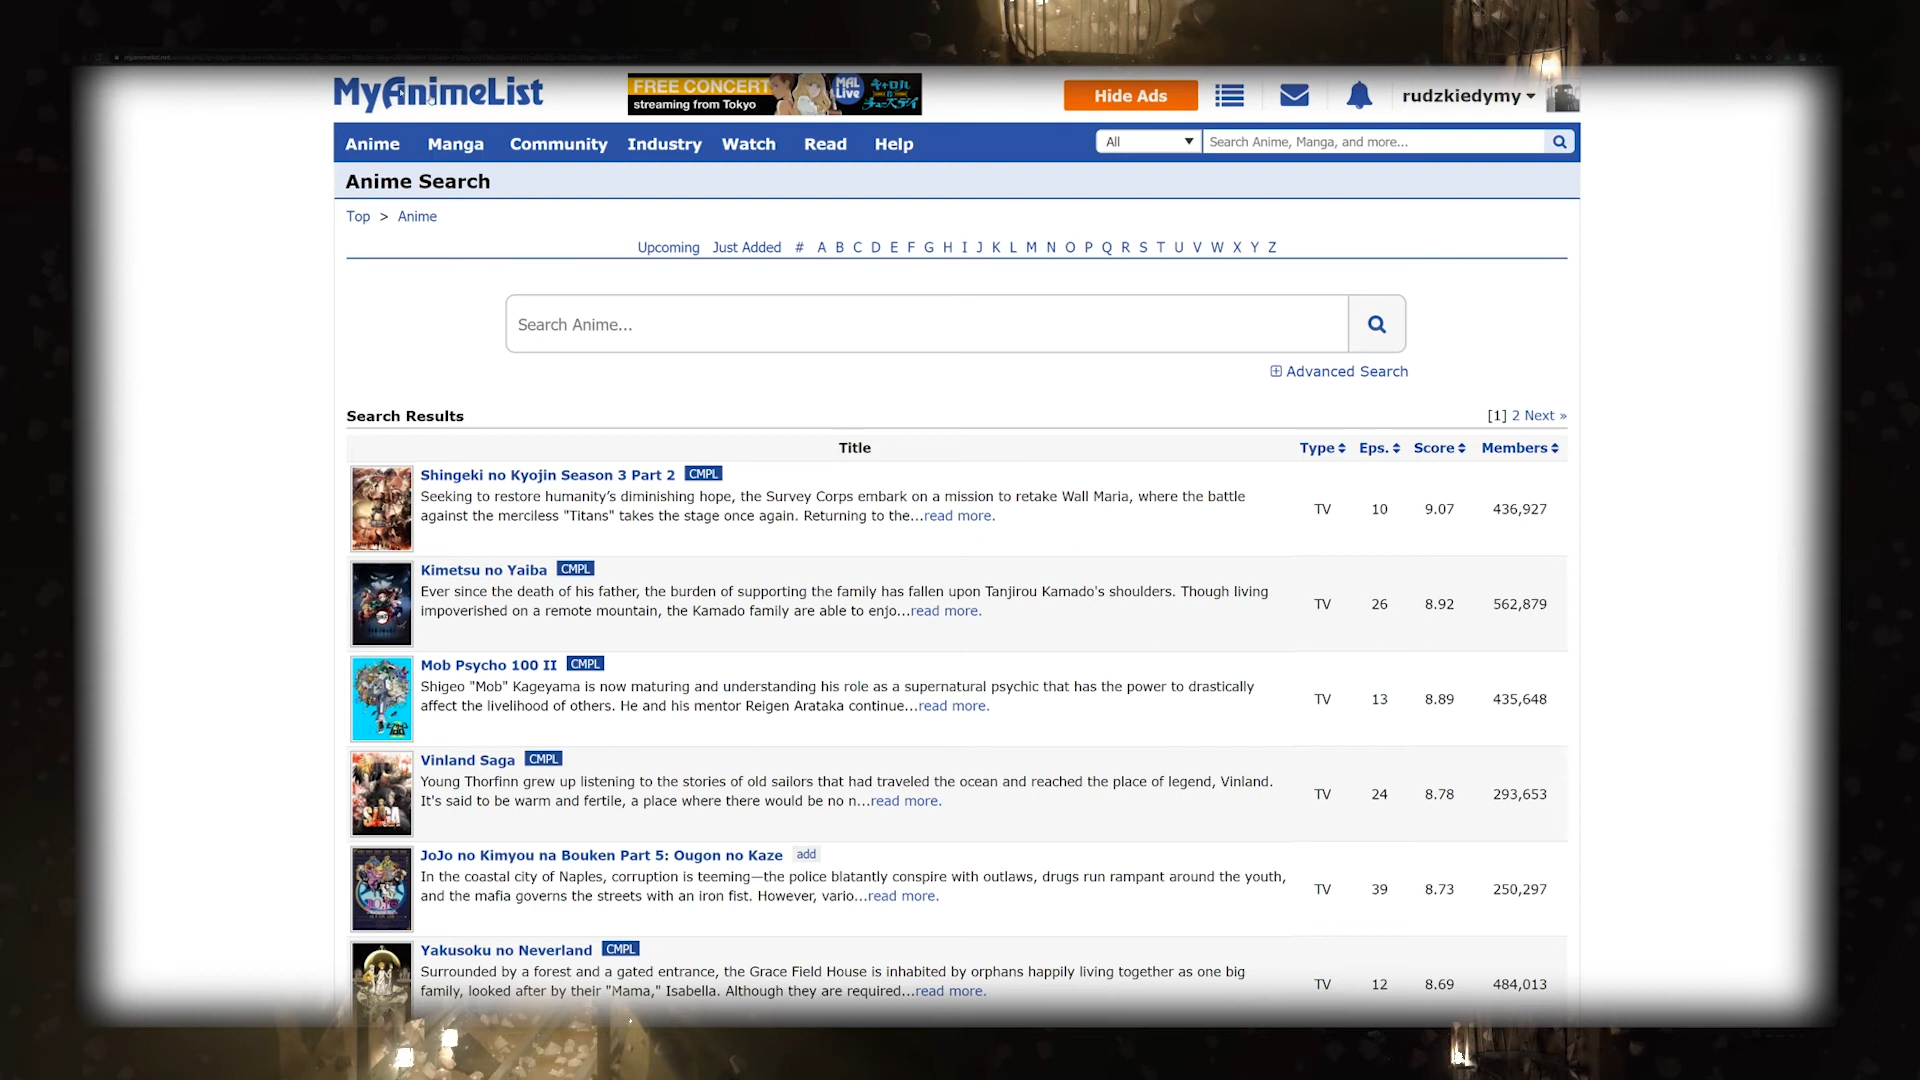 MyAnimeList
FREE CONCERT
streaming from Tokyo
MAL
Live
キャロル
チューズデイ
Hide Ads
rudzkiedymy
Anime Manga Community Industry Watch Read Help
All
Search Anime, Manga, and more...
Anime Search
Top > Anime
Upcoming Just Added # A B C D E F G H I J K L M N O P Q R S T U V W X Y Z
Search Anime...
Advanced Search
Search Results
[1] 2 Next »
Title Type Eps. Score Members
Shingeki no Kyojin Season 3 Part 2 CMPL
Seeking to restore humanity’s diminishing hope, the Survey Corps embark on a mission to retake Wall Maria, where the battle
against the merciless "Titans" takes the stage once again. Returning to the...read more.
TV 10 9.07 436,927
Kimetsu no Yaiba CMPL
Ever since the death of his father, the burden of supporting the family has fallen upon Tanjirou Kamado's shoulders. Though living
impoverished on a remote mountain, the Kamado family are able to enjo...read more.
TV 26 8.92 562,879
Mob Psycho 100 II CMPL
Shigeo "Mob" Kageyama is now maturing and understanding his role as a supernatural psychic that has the power to drastically
affect the livelihood of others. He and his mentor Reigen Arataka continue...read more.
TV 13 8.89 435,648
Vinland Saga CMPL
Young Thorfinn grew up listening to the stories of old sailors that had traveled the ocean and reached the place of legend, Vinland.
It's said to be warm and fertile, a place where there would be no n...read more.
TV 24 8.78 293,653
SAGA
JoJo no Kimyou na Bouken Part 5: Ougon no Kaze add
In the coastal city of Naples, corruption is teeming—the police blatantly conspire with outlaws, drugs run rampant around the youth,
and the mafia governs the streets with an iron fist. However, vario...read more.
TV 39 8.73 250,297
Yakusoku no Neverland CMPL
Surrounded by a forest and a gated entrance, the Grace Field House is inhabited by orphans happily living together as one big
family, looked after by their "Mama," Isabella. Although they are required...read more.
TV 12 8.69 484,013